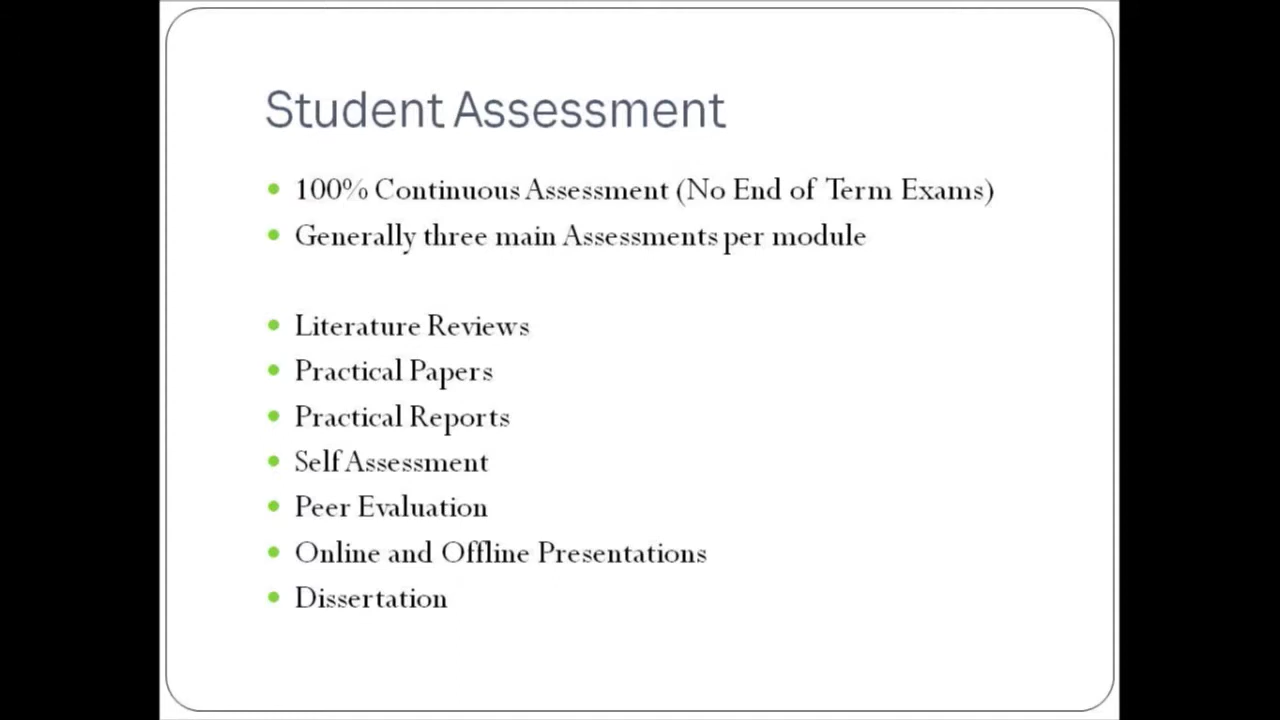 Student Assessment
100% Continuous Assessment (No End of Term Exams)
Generally three main Assessments per module
Literature Reviews
Practical Papers
Practical Reports
Self Assessment
Peer Evaluation
Online and Offline Presentations
Dissertation